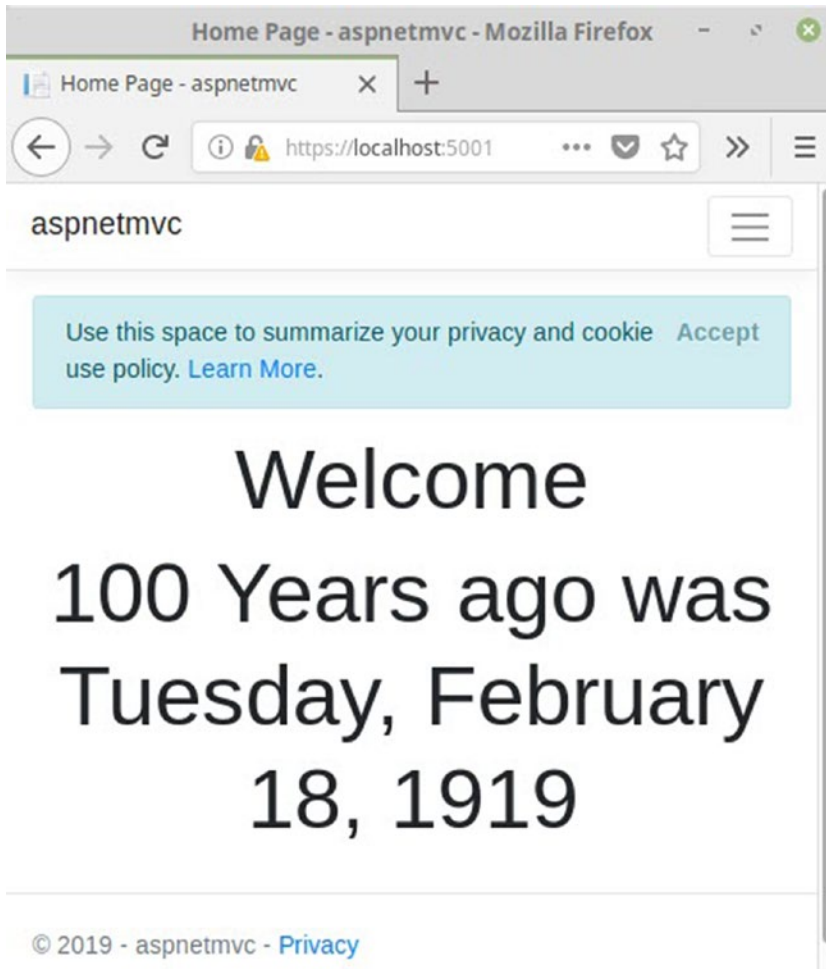 Home Page - aspnetmvc - Mozilla Firefox
Home Page - aspnetmvc
https://localhost:5001
aspnetmvc
Use this space to summarize your privacy and cookie Accept
use policy. Learn More.
Welcome
100 Years ago was
Tuesday, February
18, 1919
© 2019 - aspnetmvc - Privacy